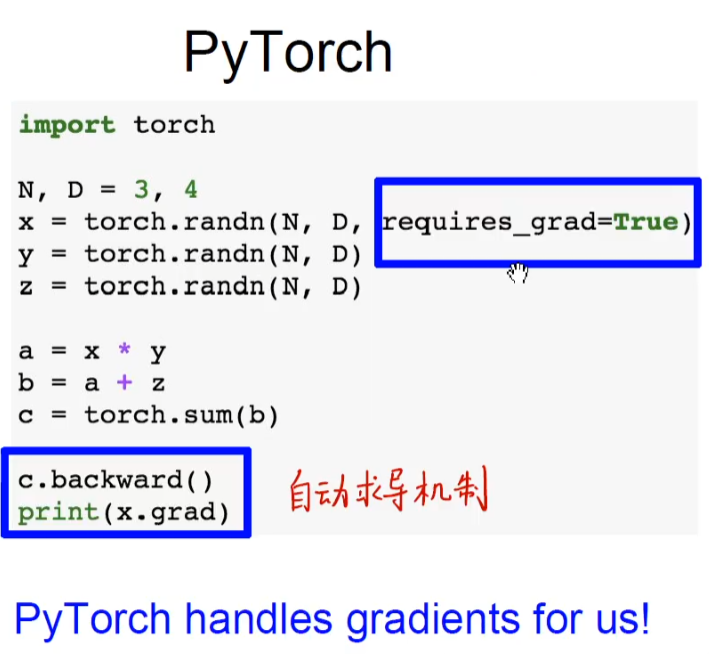 PyTorch
import torch
N, D = 3, 4
x = torch.randn(N, D, requires_grad=True)
y = torch.randn(N, D)
z = torch.randn(N, D)
a = x * y
b = a + z
c = torch.sum(b)
c.backward()
print(x.grad)
自动求导机制
PyTorch handles gradients for us!